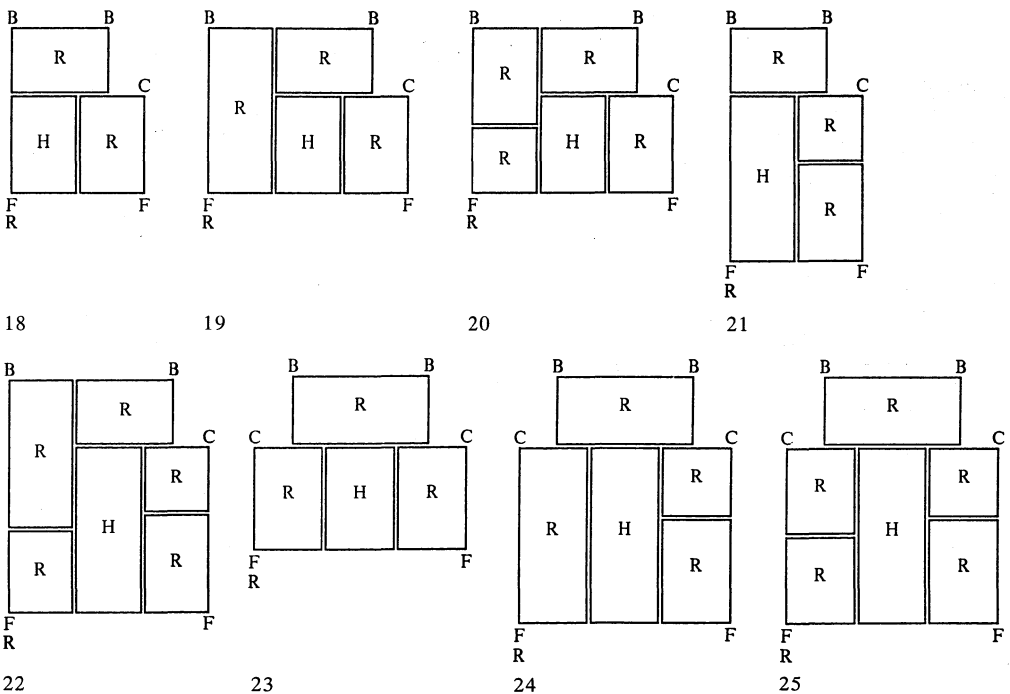 B B B B B B B B
R R R R R
C C C C
R R
H R H R R H R
H R
F F F F F F
R R R
F F
R
18 19 20 21
B B B B B B B B
R R R R
C C C C C C C
R R R R
R H R
H R H H
R R R R R
F F
R
F F F F F F
R R R
22 23 24 25